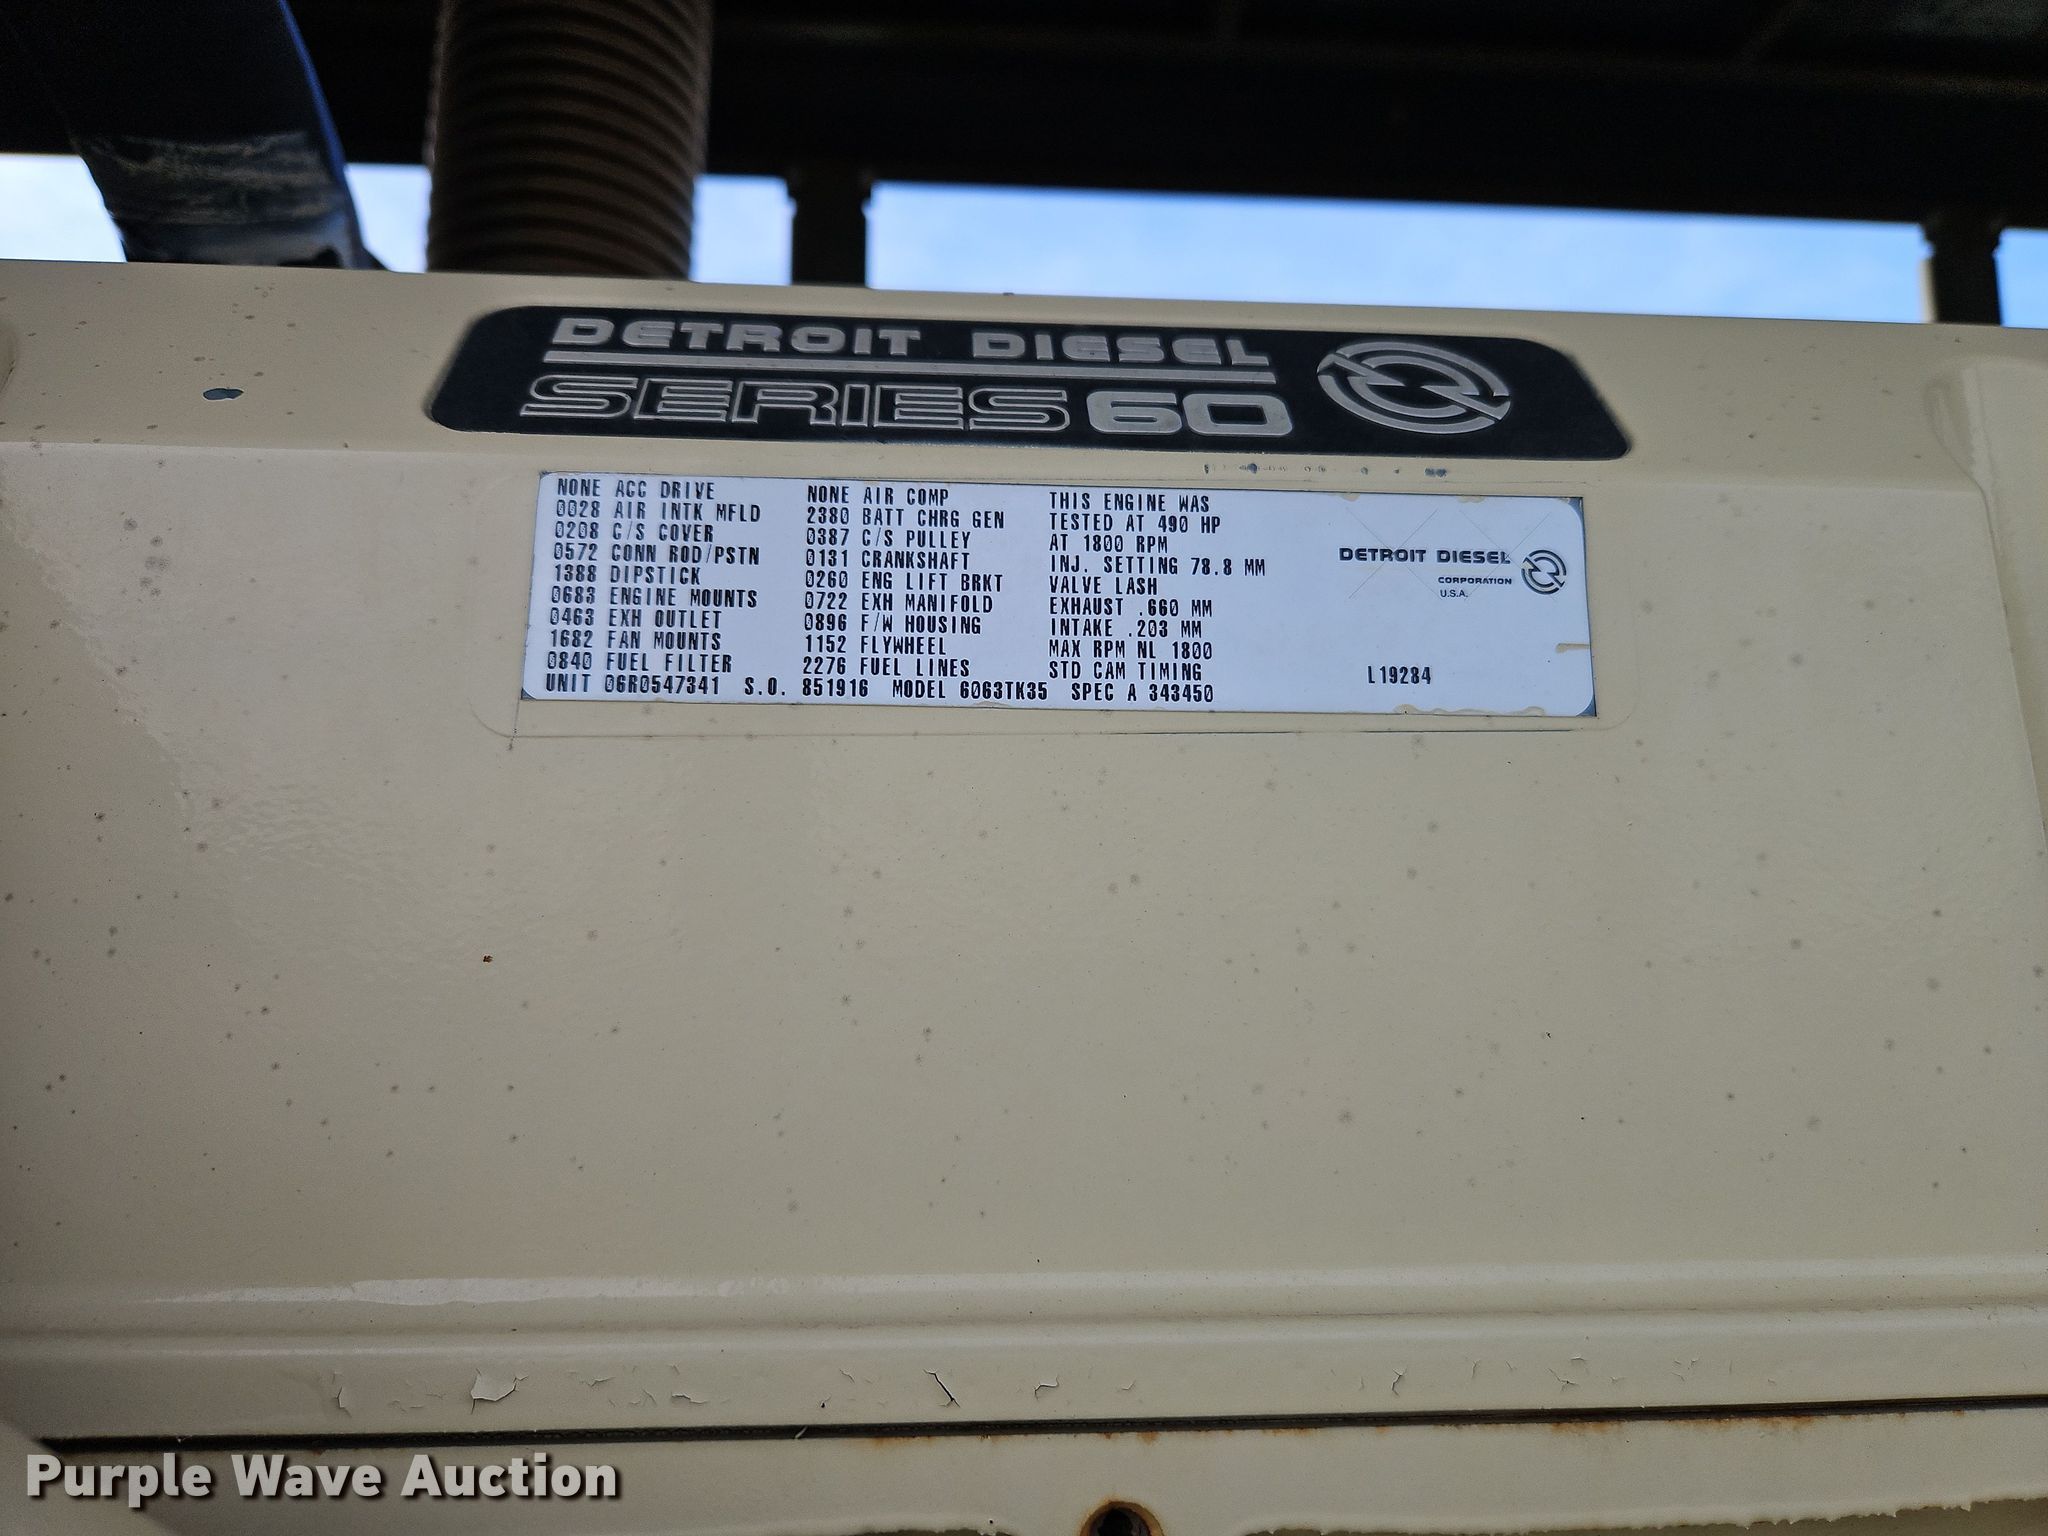 DETROIT DIESEL
SERIES 60
NONE ACC DRIVE NONE AIR COMP THIS ENGINE WAS
0028 AIR INTK MFLD 2380 BATT CHRG GEN TESTED AT 490 HP
0208 C/S COVER 0387 C/S PULLEY AT 1800 RPM
0572 CONN ROD/PSTN 0131 CRANKSHAFT INJ. SETTING 78.8 MM
1388 DIPSTICK 0260 ENG LIFT BRKT VALVE LASH
0683 ENGINE MOUNTS 0722 EXH MANIFOLD EXHAUST .660 MM
0463 EXH OUTLET 0896 F/W HOUSING INTAKE .203 MM
1682 FAN MOUNTS 1152 FLYWHEEL MAX RPM NL 1800
0840 FUEL FILTER 2276 FUEL LINES STD CAM TIMING
UNIT 06R0547341 S.O. 851916 MODEL 6063TK35 SPEC A 343450
DETROIT DIESEL
CORPORATION
U.S.A.
L19284
Purple Wave Auction